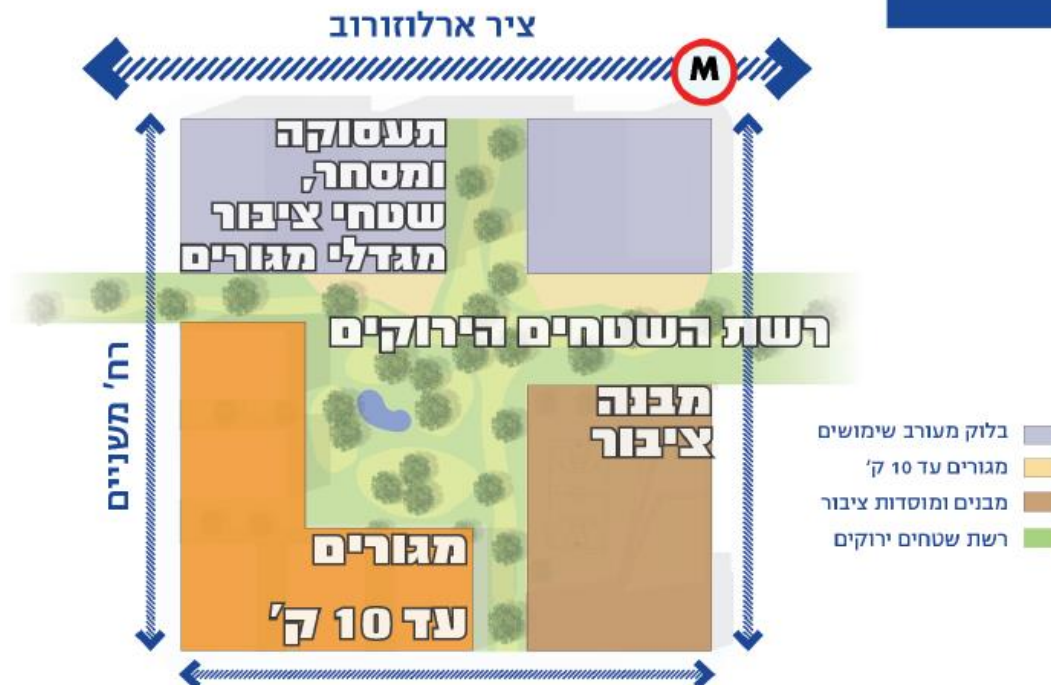 ציר ארלוזורוב
M
תעסוקה
ומסחר,
שטחי ציבור
מגדלי מגורים
רשת השטחים הירוקים
מבנה
ציבור
רח' משניים
מגורים
עד 10 ק'
בלוק מעורב שימושים
מגורים עד 10 ק'
מבנים ומוסדות ציבור
רשת שטחים ירוקים